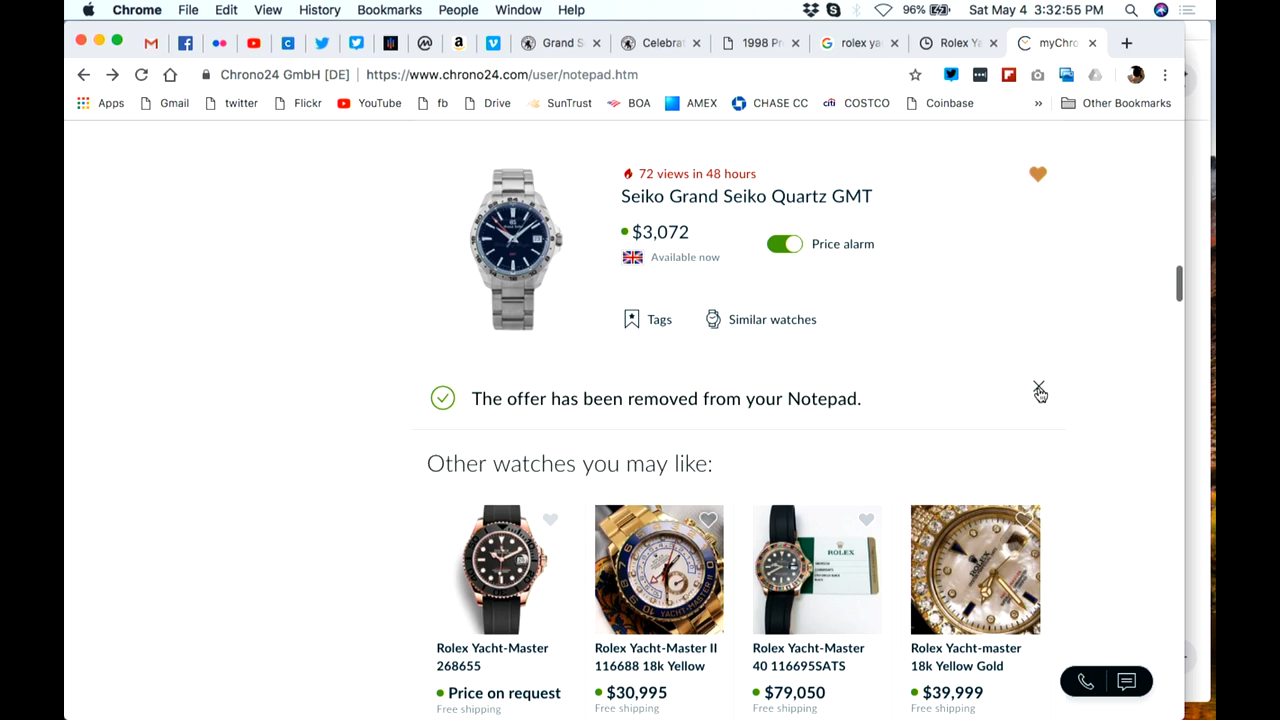 Chrome File Edit View History Bookmarks People Window Help 96% Sat May 4 3:32:55 PM
Grand S Celebrat 1998 P rolex ya Rolex Y myChro
Chrono24 GmbH [DE] https://www.chrono24.com/user/notepad.htm
Apps Gmail twitter Flickr YouTube fb Drive SunTrust BOA AMEX CHASE CC citi COSTCO Coinbase » Other Bookmarks
72 views in 48 hours
Seiko Grand Seiko Quartz GMT
$3,072
Price alarm
Available now
Tags Similar watches
The offer has been removed from your Notepad.
Other watches you may like:
ROLEX
YACHT-MASTER
Rolex Yacht-Master Rolex Yacht-Master II Rolex Yacht-Master Rolex Yacht-master
268655 116688 18k Yellow 40 116695SATS 18k Yellow Gold
Price on request $30,995 $79,050 $39,999
Free shipping Free shipping Free shipping Free shipping